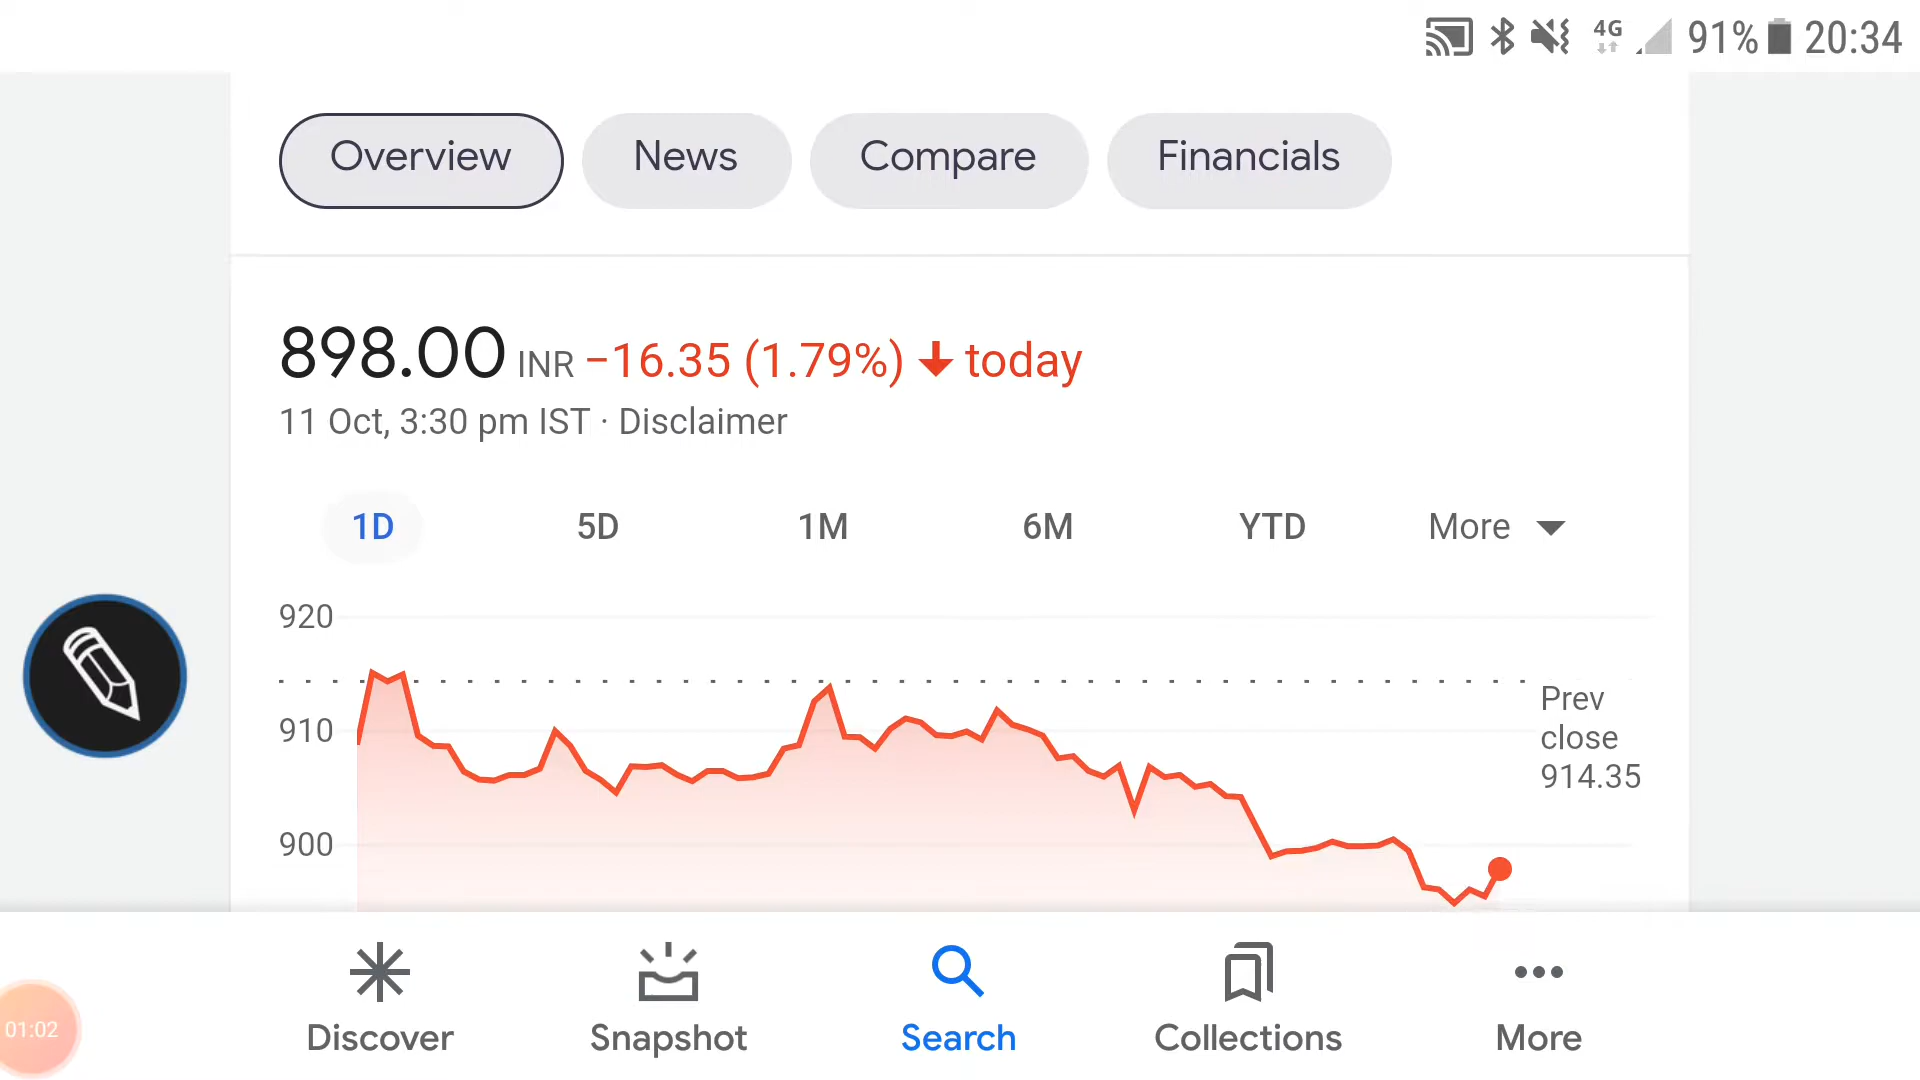 4G 91% 20:34
Overview News Compare Financials
898.00 INR −16.35 (1.79%) today
11 Oct, 3:30 pm IST · Disclaimer
1D 5D 1M 6M YTD More
920
910
900
Prev
close
914.35
01:02
Discover Snapshot Search Collections More